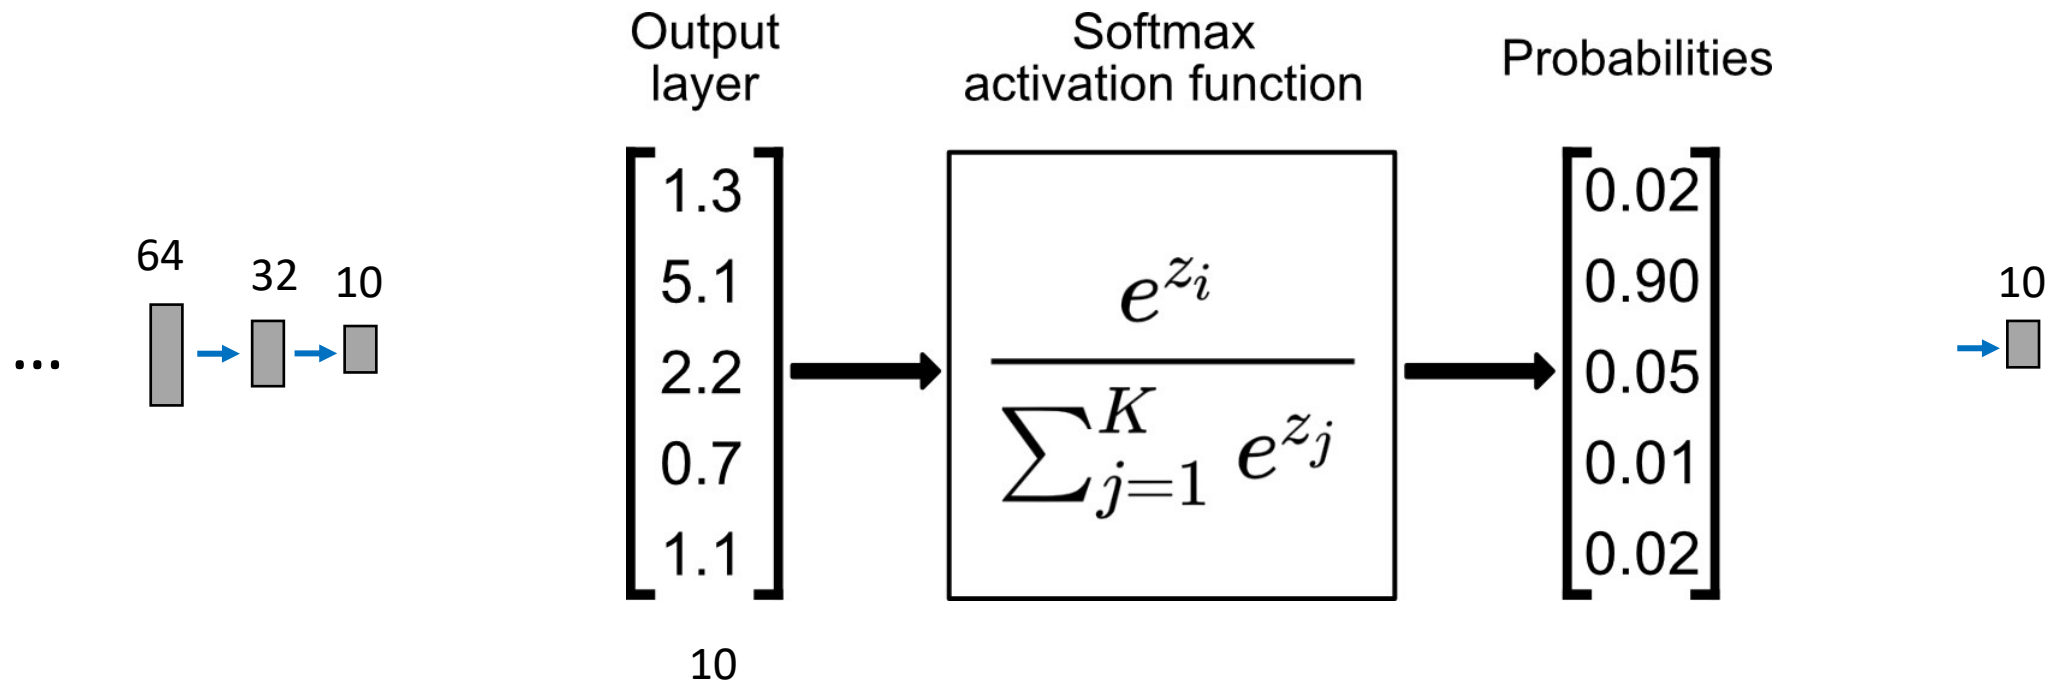 ...
64
32
10
Output
layer
1.3
5.1
2.2
0.7
1.1
10
Softmax
activation function
e^{z_i}
∑_{j=1}^{K} e^{z_j}
Probabilities
0.02
0.90
0.05
0.01
0.02
10